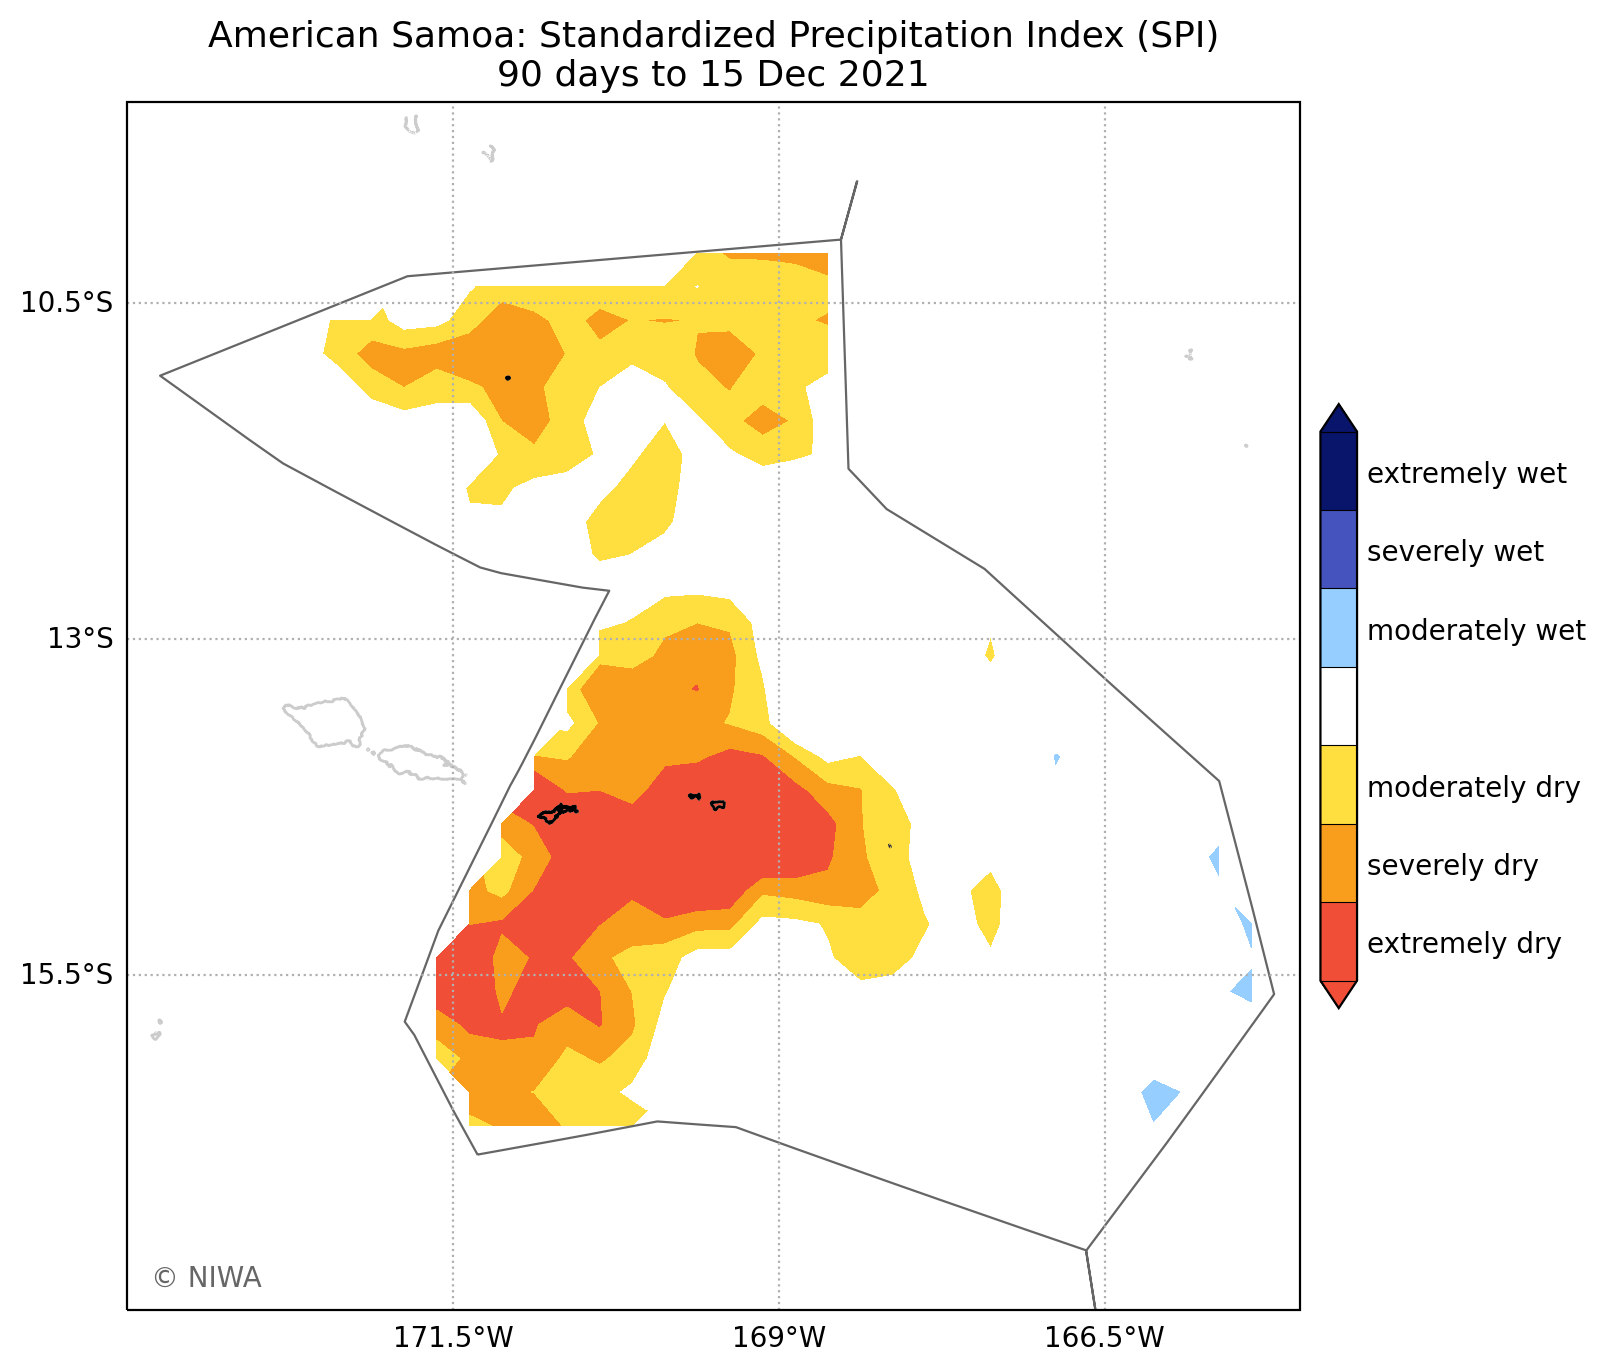 American Samoa: Standardized Precipitation Index (SPI)
90 days to 15 Dec 2021
10.5°S
13°S
15.5°S
171.5°W
169°W
166.5°W
extremely wet
severely wet
moderately wet
moderately dry
severely dry
extremely dry
© NIWA